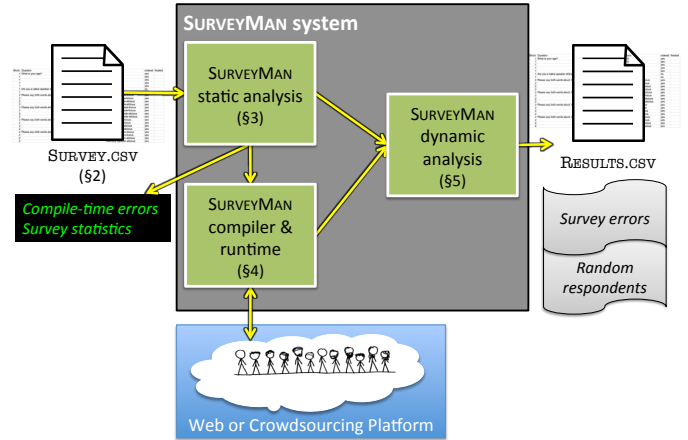 SURVEYMAN system
SURVEYMAN
static analysis
(§3)
SURVEY.CSV
(§2)
Compile-time errors
Survey statistics
SURVEYMAN
compiler &
runtime
(§4)
SURVEYMAN
dynamic
analysis
(§5)
RESULTS.CSV
Survey errors
Random
respondents
Web or Crowdsourcing Platform